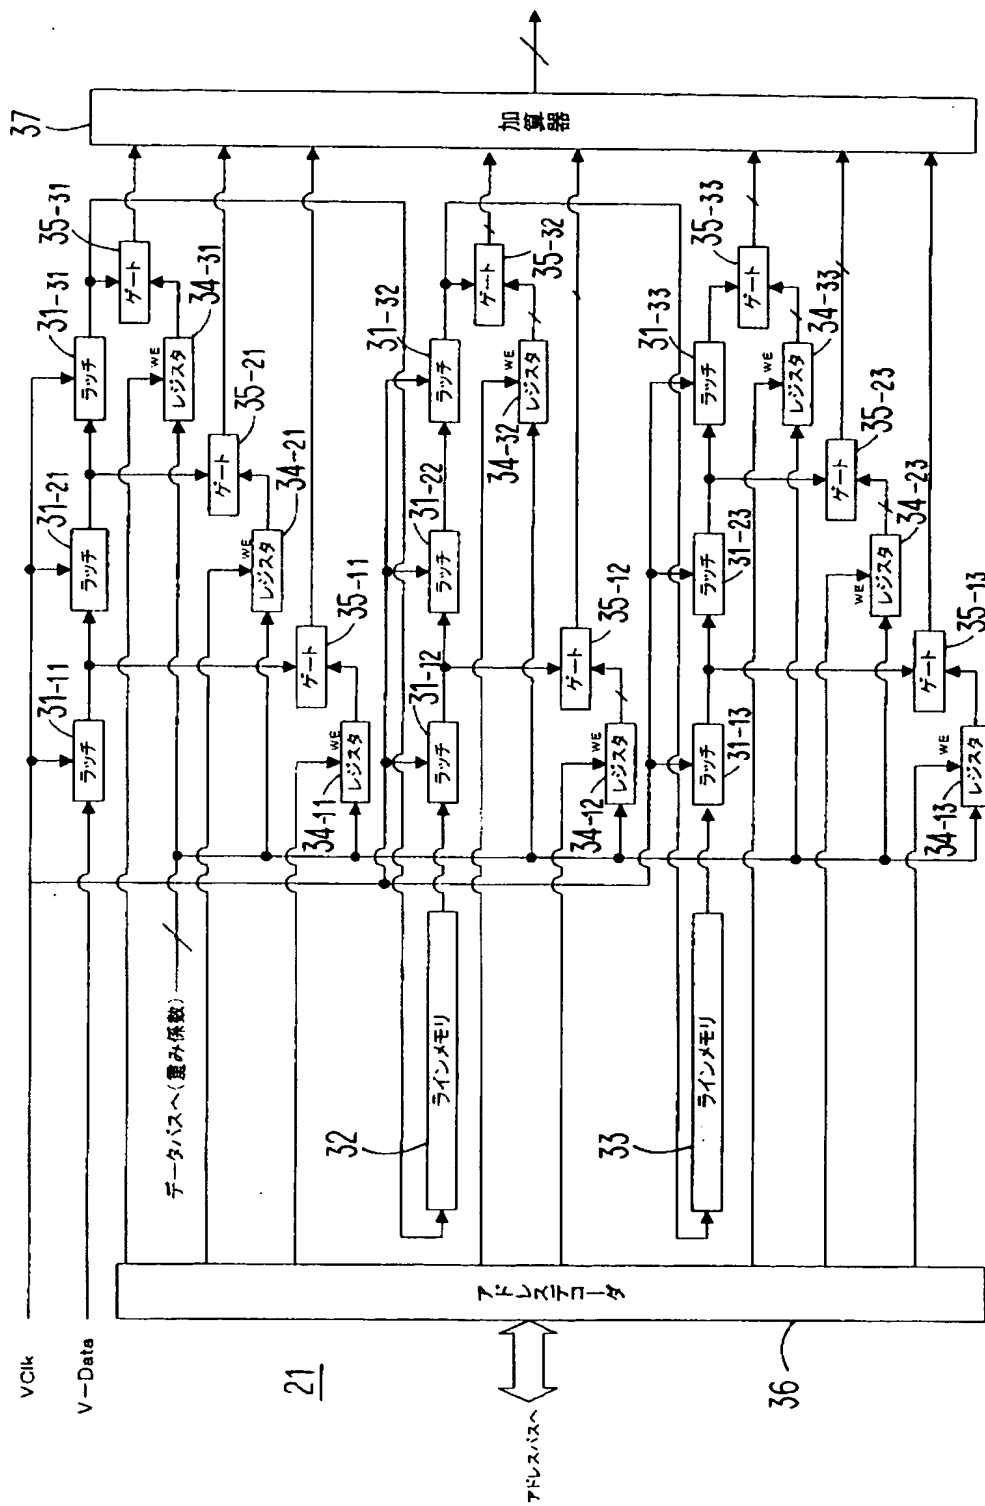 VClk
V-Data
37
加算器
31-11
ラッチ
31-21
ラッチ
31-31
ラッチ
35-31
ゲート
34-31
WE
レジスタ
データバスへ(重み係数)
35-21
ゲート
34-21
WE
レジスタ
35-11
ゲート
34-11
WE
レジスタ
21
32
ラインメモリ
31-12
ラッチ
31-22
ラッチ
31-32
ラッチ
35-32
ゲート
34-32
WE
レジスタ
35-12
ゲート
34-12
WE
レジスタ
アドレスバスへ
アドレスデコーダ
36
33
ラインメモリ
31-13
ラッチ
31-23
ラッチ
31-33
ラッチ
35-33
ゲート
34-33
WE
レジスタ
35-23
ゲート
34-23
WE
レジスタ
35-13
ゲート
34-13
WE
レジスタ